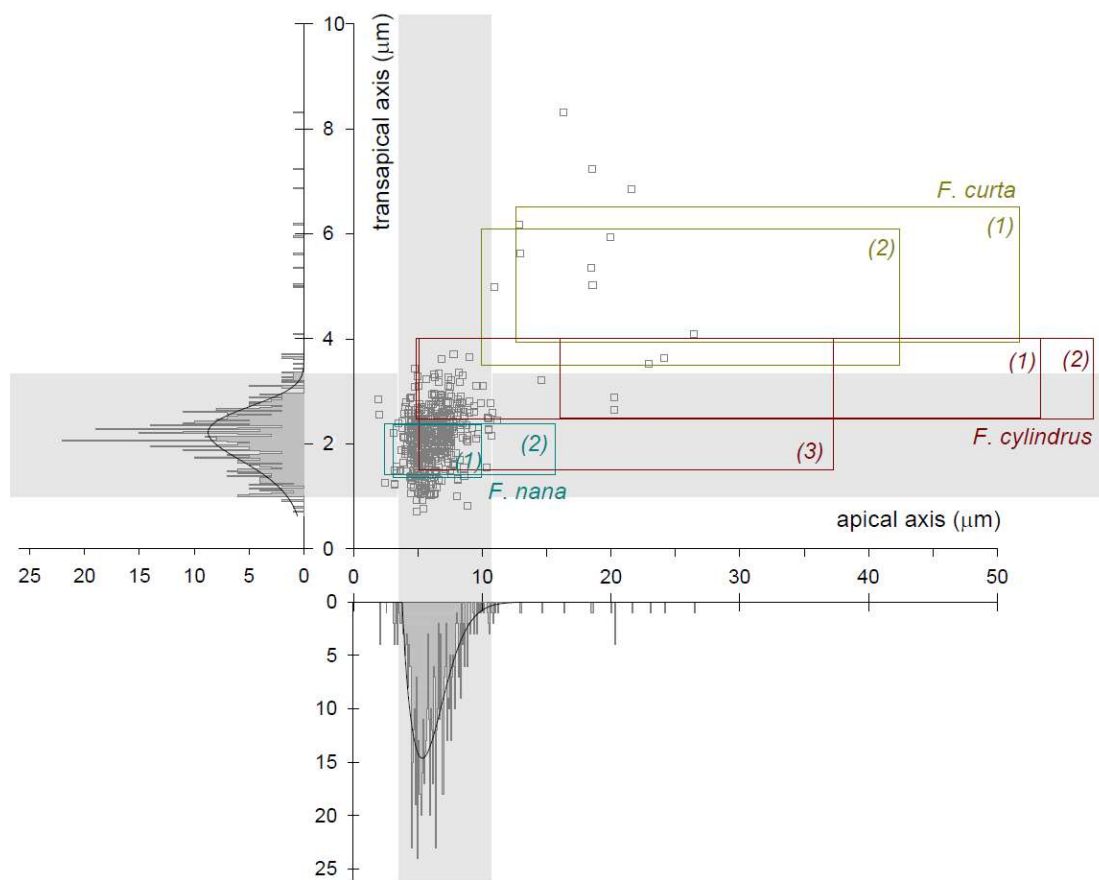 10
8
6
4
2
0
transapical axis (μm)
F. curta
(1)
(2)
(1)
(2)
(3)
F. cylindrus
(1)
(2)
F. nana
apical axis (μm)
25 20 15 10 5 0
0 10 20 30 40 50
0
5
10
15
20
25